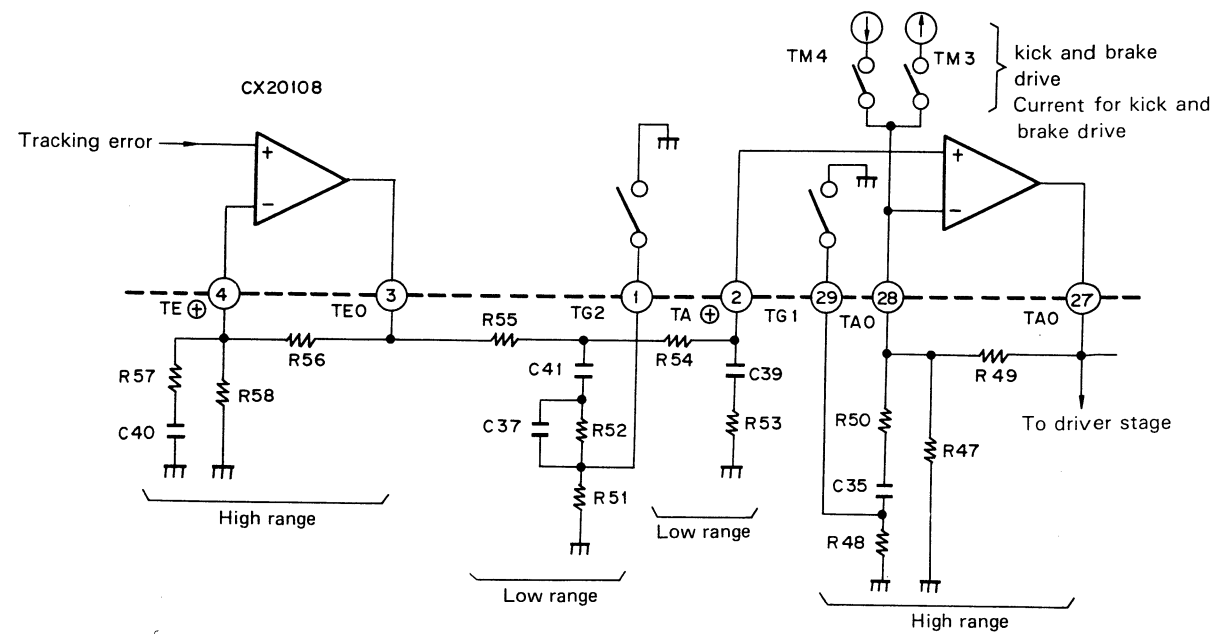 TM4
TM3
kick and brake
drive
Current for kick and
brake drive
CX20108
Tracking error
+
−
+
−
4
3
1
2
29
28
27
TE ⊕
TEO
TG2
TA ⊕
TG1
TAO
TAO
R55
R56
R54
R49
R57
R58
C41
C39
C40
C37
R52
R53
R50
R47
To driver stage
R51
C35
R48
High range
Low range
Low range
High range